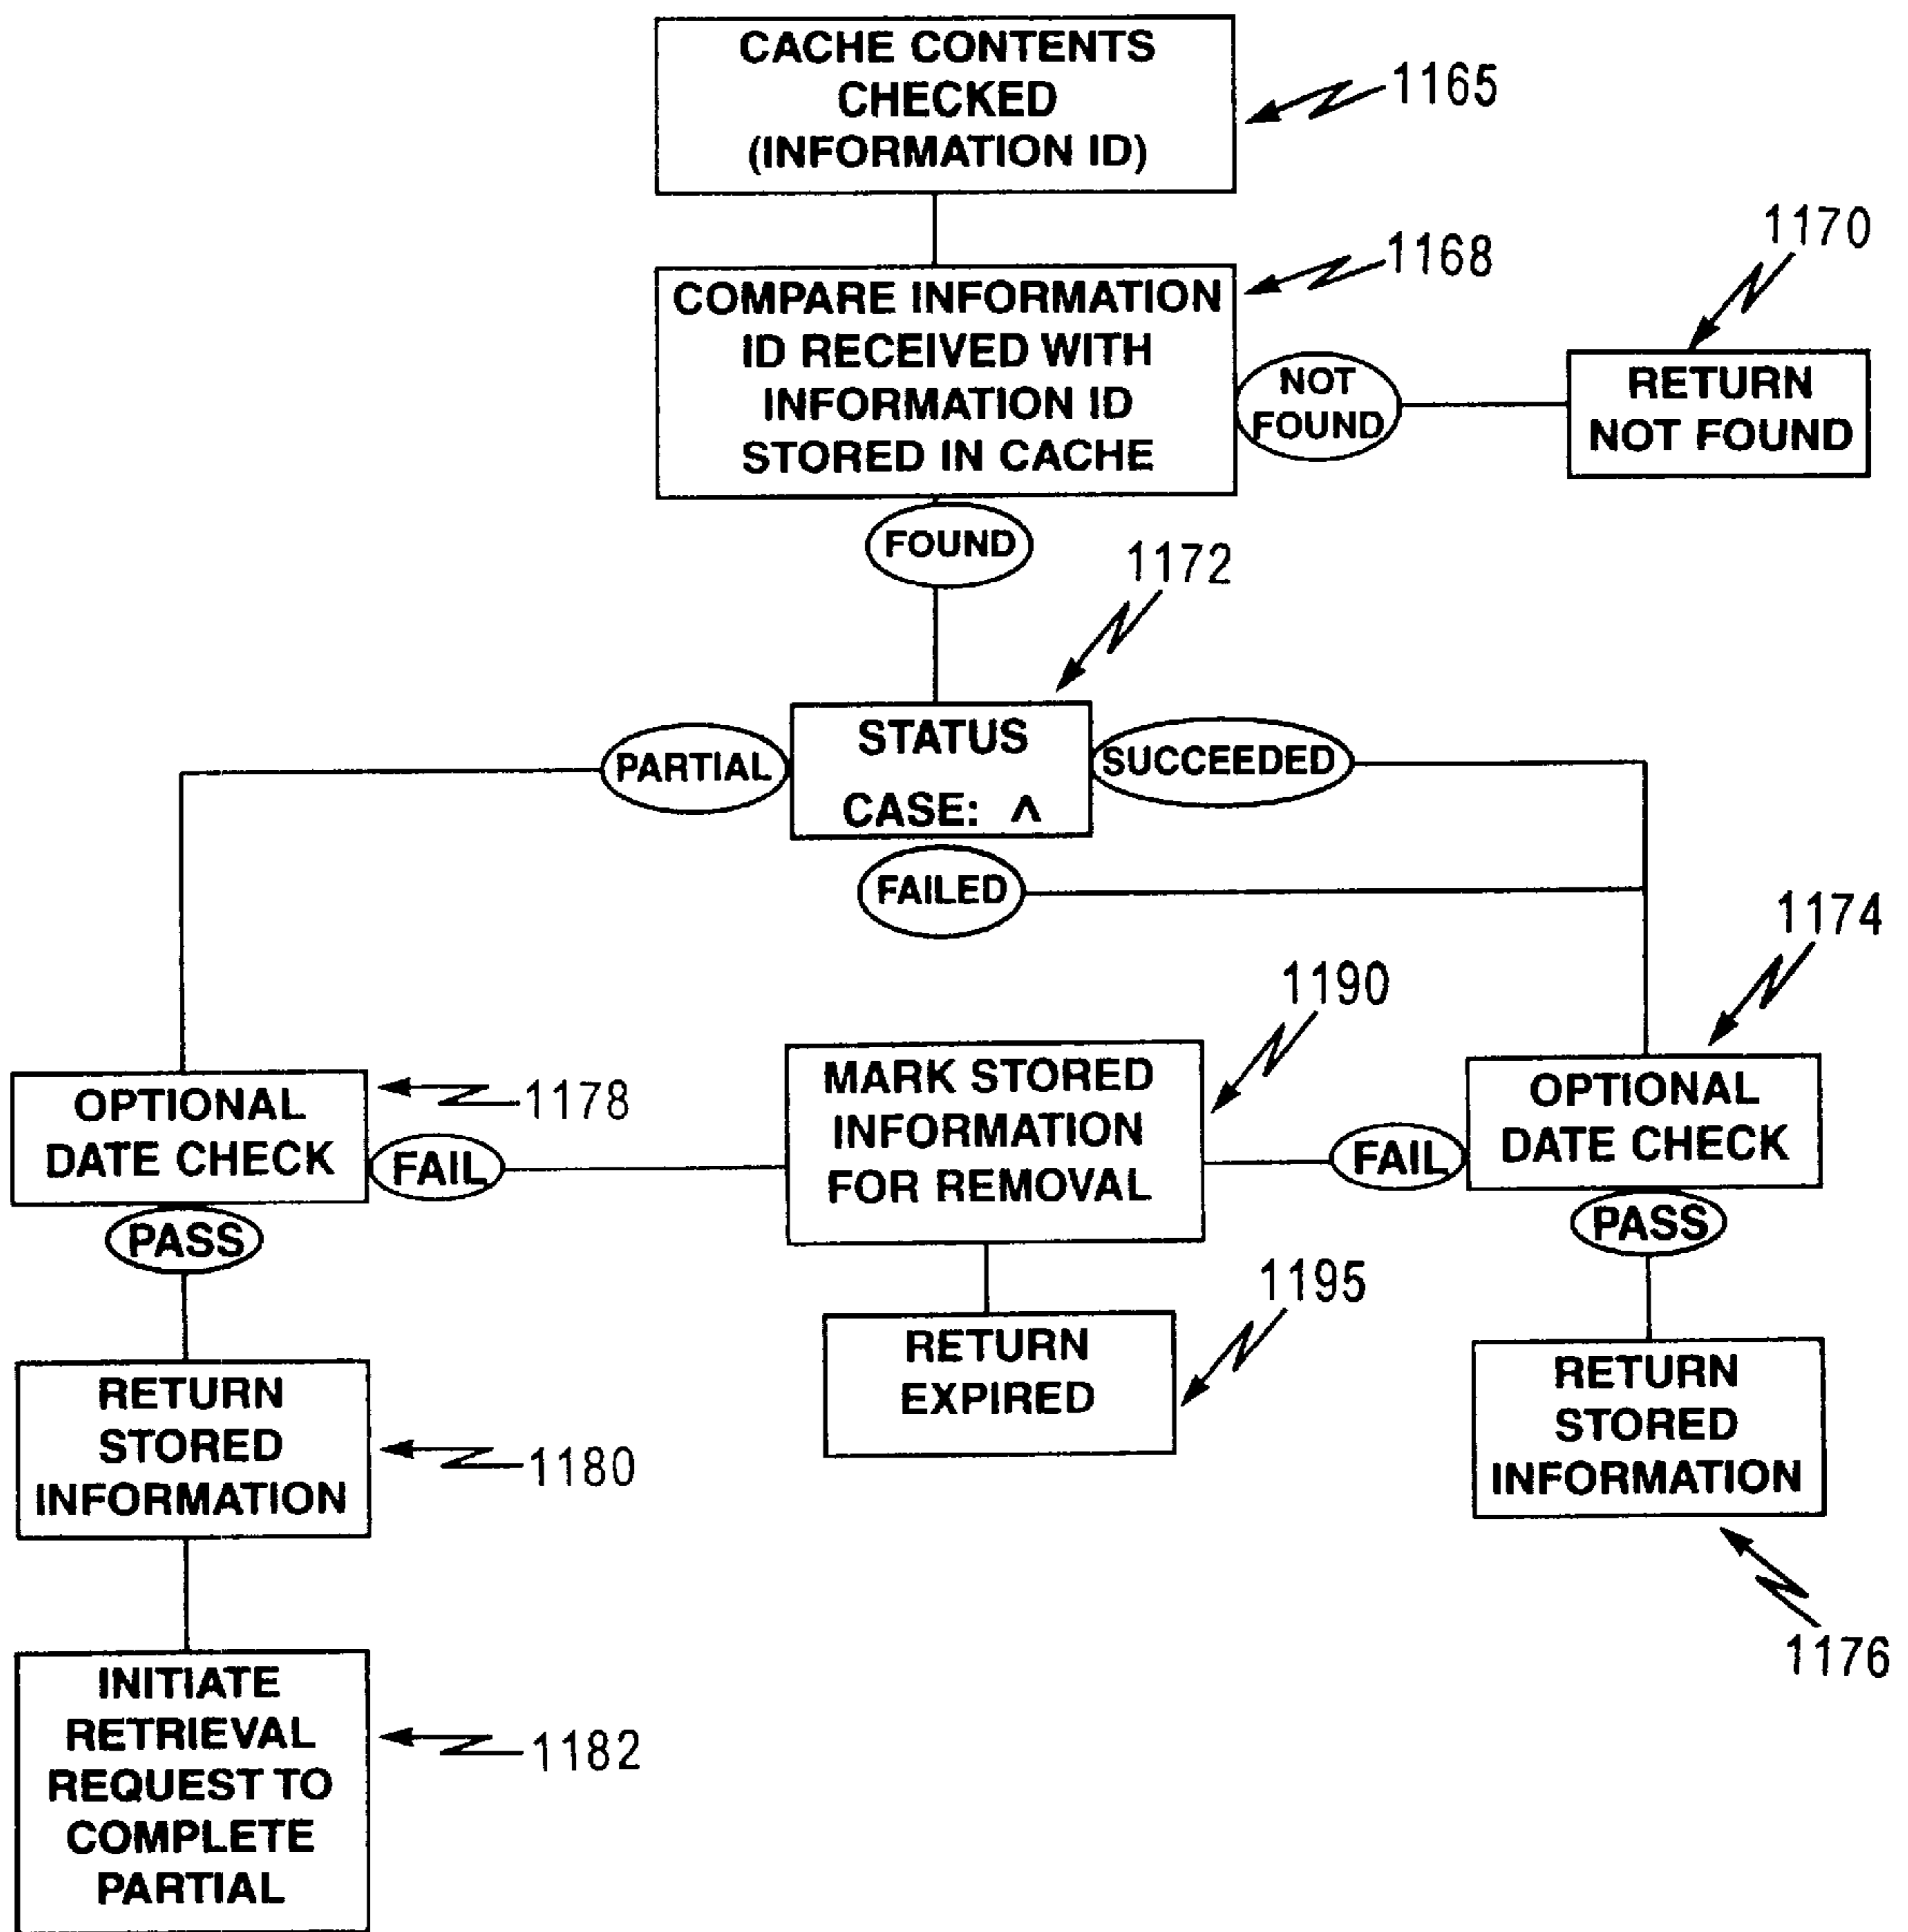 CACHE CONTENTS
CHECKED
(INFORMATION ID)
1165
COMPARE INFORMATION
ID RECEIVED WITH
INFORMATION ID
STORED IN CACHE
1168
NOT
FOUND
1170
RETURN
NOT FOUND
FOUND
1172
PARTIAL
STATUS
CASE: ʌ
SUCCEEDED
FAILED
1174
1190
OPTIONAL
DATE CHECK
1178
FAIL
MARK STORED
INFORMATION
FOR REMOVAL
FAIL
OPTIONAL
DATE CHECK
PASS
PASS
1195
RETURN
STORED
INFORMATION
1180
RETURN
EXPIRED
RETURN
STORED
INFORMATION
1176
INITIATE
RETRIEVAL
REQUEST TO
COMPLETE
PARTIAL
1182